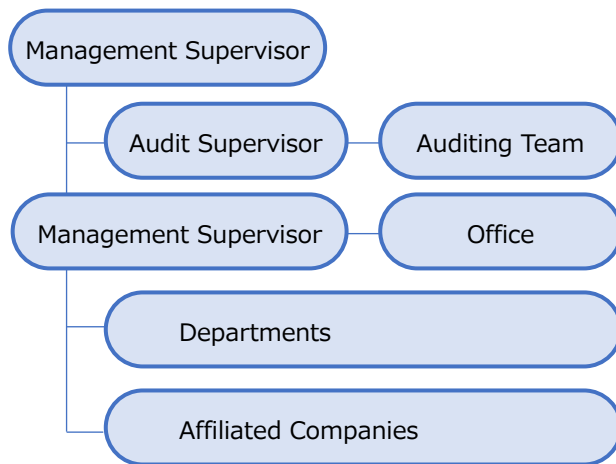 Management Supervisor
Audit Supervisor
Auditing Team
Management Supervisor
Office
Departments
Affiliated Companies